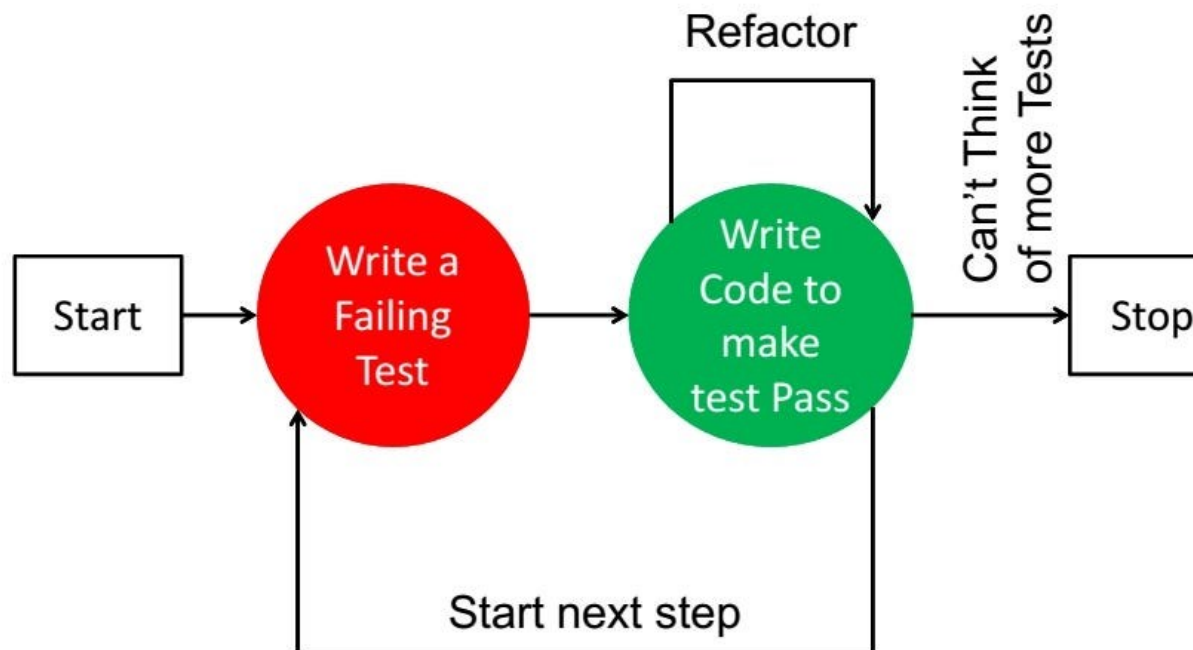 Refactor
Can't Think
of more Tests
Start
Write a
Failing
Test
Write
Code to
make
test Pass
Stop
Start next step